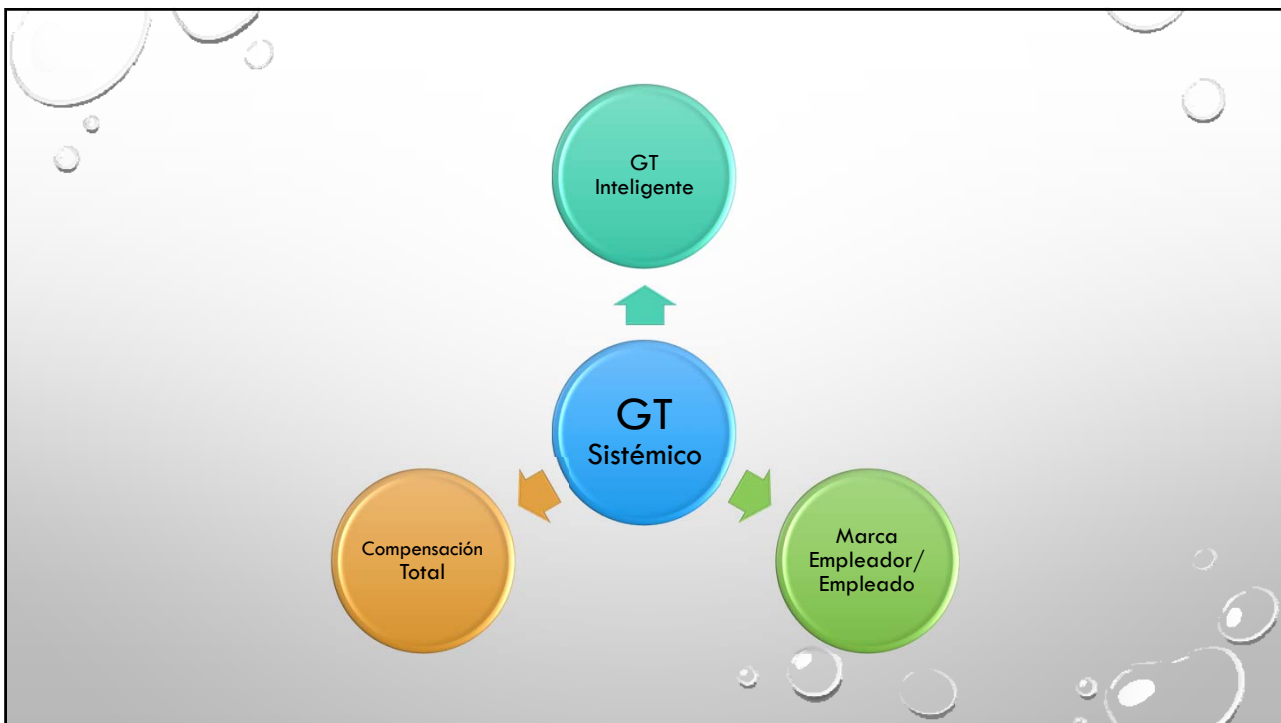 GT
Inteligente
GT
Sistémico
Compensación
Total
Marca
Empleador/
Empleado